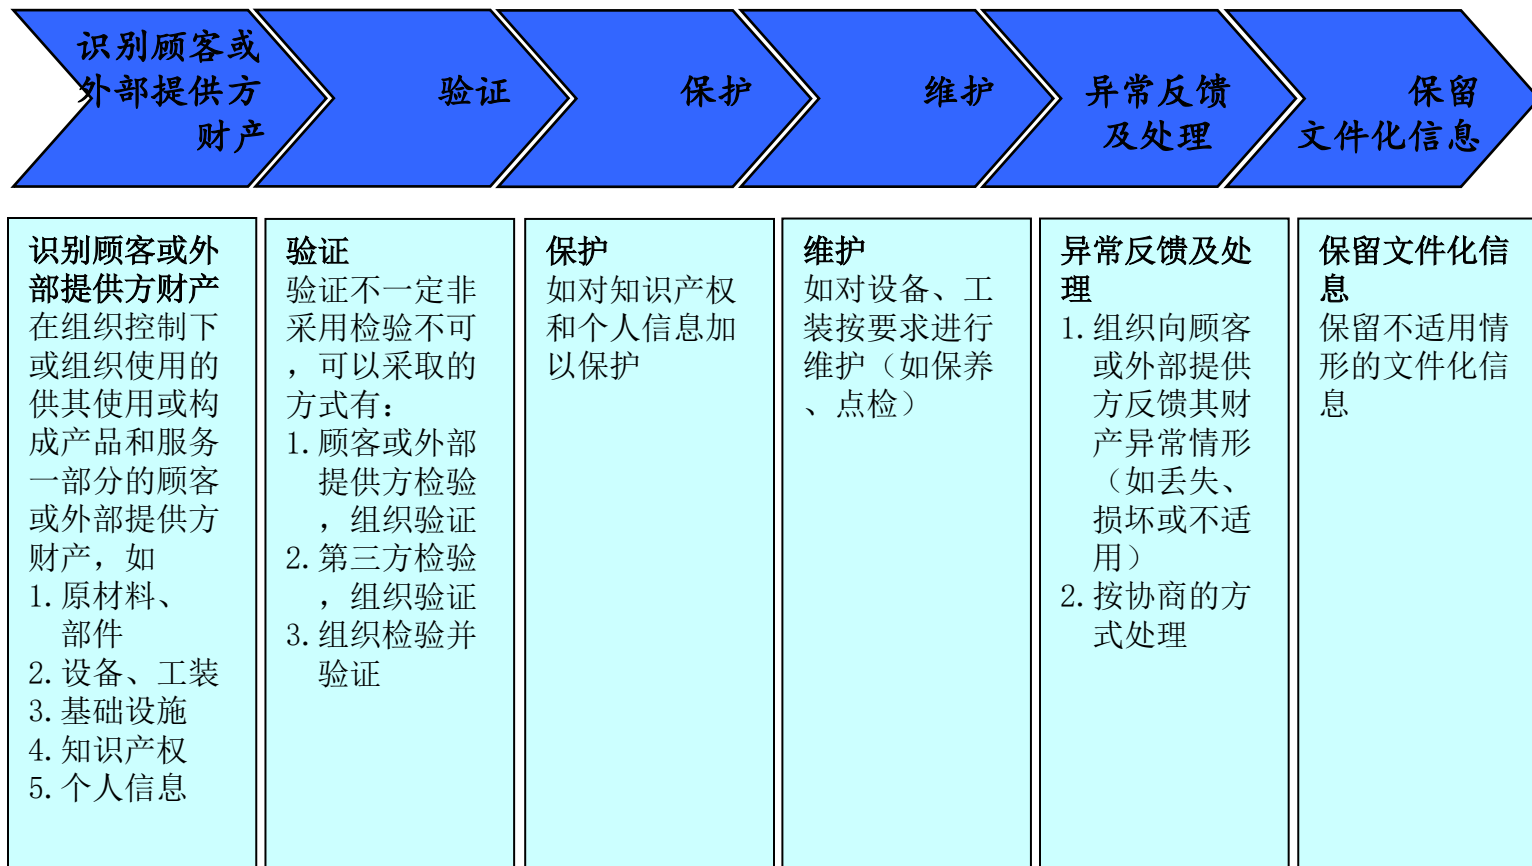 识别顾客或
外部提供方
财产
验证
保护
维护
异常反馈
及处理
保留
文件化信息
识别顾客或外
部提供方财产
在组织控制下
或组织使用的
供其使用或构
成产品和服务
一部分的顾客
或外部提供方
财产，如
1.原材料、
部件
2.设备、工装
3.基础设施
4.知识产权
5.个人信息
验证
验证不一定非
采用检验不可
，可以采取的
方式有：
1.顾客或外部
提供方检验
，组织验证
2.第三方检验
，组织验证
3.组织检验并
验证
保护
如对知识产权
和个人信息加
以保护
维护
如对设备、工
装按要求进行
维护（如保养
、点检）
异常反馈及处
理
1.组织向顾客
或外部提供
方反馈其财
产异常情形
（如丢失、
损坏或不适
用）
2.按协商的方
式处理
保留文件化信
息
保留不适用情
形的文件化信
息